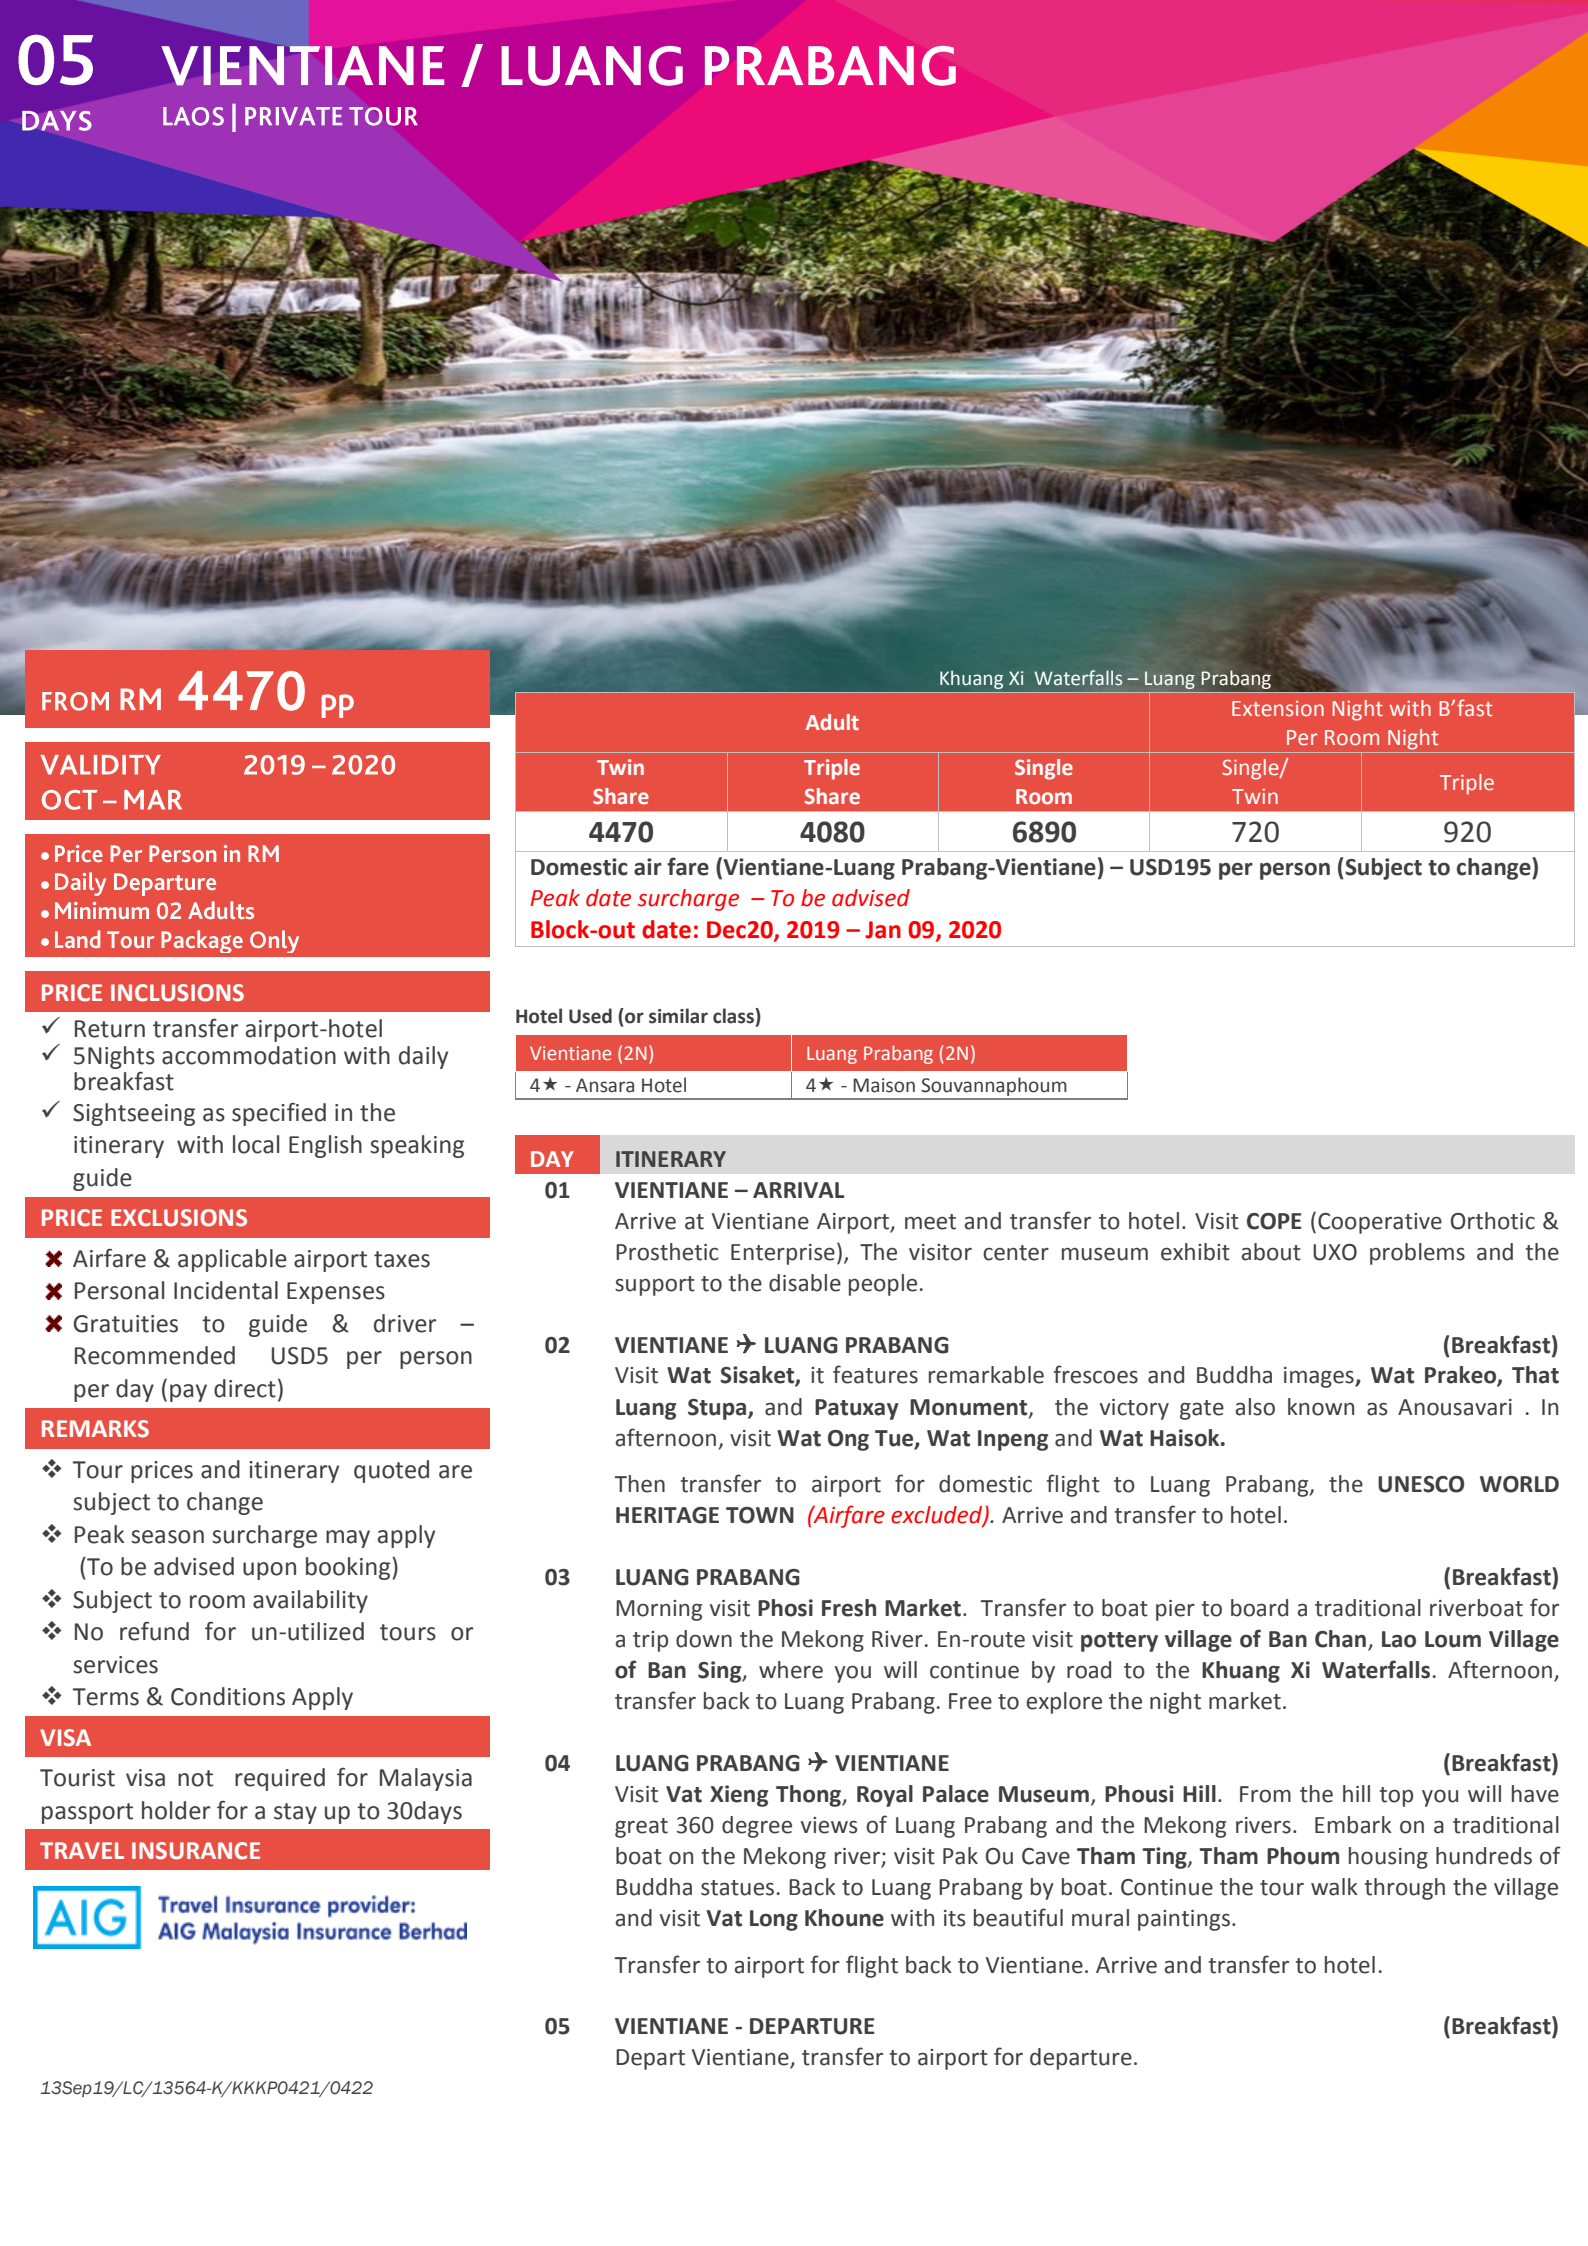 05
DAYS
VIENTIANE / LUANG PRABANG
LAOS | PRIVATE TOUR
Khuang Xi Waterfalls – Luang Prabang
FROM RM 4470 pp
VALIDITY 2019 – 2020
OCT – MAR
• Price Per Person in RM
• Daily Departure
• Minimum 02 Adults
• Land Tour Package Only
PRICE INCLUSIONS
✓ Return transfer airport-hotel
✓ 5Nights accommodation with daily
breakfast
✓ Sightseeing as specified in the
itinerary with local English speaking
guide
PRICE EXCLUSIONS
✖ Airfare & applicable airport taxes
✖ Personal Incidental Expenses
✖ Gratuities to guide & driver –
Recommended USD5 per person
per day (pay direct)
REMARKS
❖ Tour prices and itinerary quoted are
subject to change
❖ Peak season surcharge may apply
(To be advised upon booking)
❖ Subject to room availability
❖ No refund for un-utilized tours or
services
❖ Terms & Conditions Apply
VISA
Tourist visa not required for Malaysia
passport holder for a stay up to 30days
TRAVEL INSURANCE
AIG
Travel Insurance provider:
AIG Malaysia Insurance Berhad
13Sep19/LC/13564-K/KKKP0421/0422
Adult
Extension Night with B'fast
Per Room Night
Twin
Share
Triple
Share
Single
Room
Single/
Twin
Triple
4470 4080 6890 720 920
Domestic air fare (Vientiane-Luang Prabang-Vientiane) – USD195 per person (Subject to change)
Peak date surcharge – To be advised
Block-out date: Dec20, 2019 – Jan 09, 2020
Hotel Used (or similar class)
Vientiane (2N) Luang Prabang (2N)
4★ - Ansara Hotel 4★ - Maison Souvannaphoum
DAY ITINERARY
01 VIENTIANE – ARRIVAL
Arrive at Vientiane Airport, meet and transfer to hotel. Visit COPE (Cooperative Orthotic &
Prosthetic Enterprise), The visitor center museum exhibit about UXO problems and the
support to the disable people.
02 VIENTIANE ✈ LUANG PRABANG (Breakfast)
Visit Wat Sisaket, it features remarkable frescoes and Buddha images, Wat Prakeo, That
Luang Stupa, and Patuxay Monument, the victory gate also known as Anousavari . In
afternoon, visit Wat Ong Tue, Wat Inpeng and Wat Haisok.
Then transfer to airport for domestic flight to Luang Prabang, the UNESCO WORLD
HERITAGE TOWN (Airfare excluded). Arrive and transfer to hotel.
03 LUANG PRABANG (Breakfast)
Morning visit Phosi Fresh Market. Transfer to boat pier to board a traditional riverboat for
a trip down the Mekong River. En-route visit pottery village of Ban Chan, Lao Loum Village
of Ban Sing, where you will continue by road to the Khuang Xi Waterfalls. Afternoon,
transfer back to Luang Prabang. Free to explore the night market.
04 LUANG PRABANG ✈ VIENTIANE (Breakfast)
Visit Vat Xieng Thong, Royal Palace Museum, Phousi Hill. From the hill top you will have
great 360 degree views of Luang Prabang and the Mekong rivers. Embark on a traditional
boat on the Mekong river; visit Pak Ou Cave Tham Ting, Tham Phoum housing hundreds of
Buddha statues. Back to Luang Prabang by boat. Continue the tour walk through the village
and visit Vat Long Khoune with its beautiful mural paintings.
Transfer to airport for flight back to Vientiane. Arrive and transfer to hotel.
05 VIENTIANE - DEPARTURE (Breakfast)
Depart Vientiane, transfer to airport for departure.